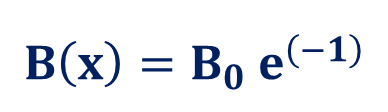 B(x) = B₀ e⁽⁻¹⁾